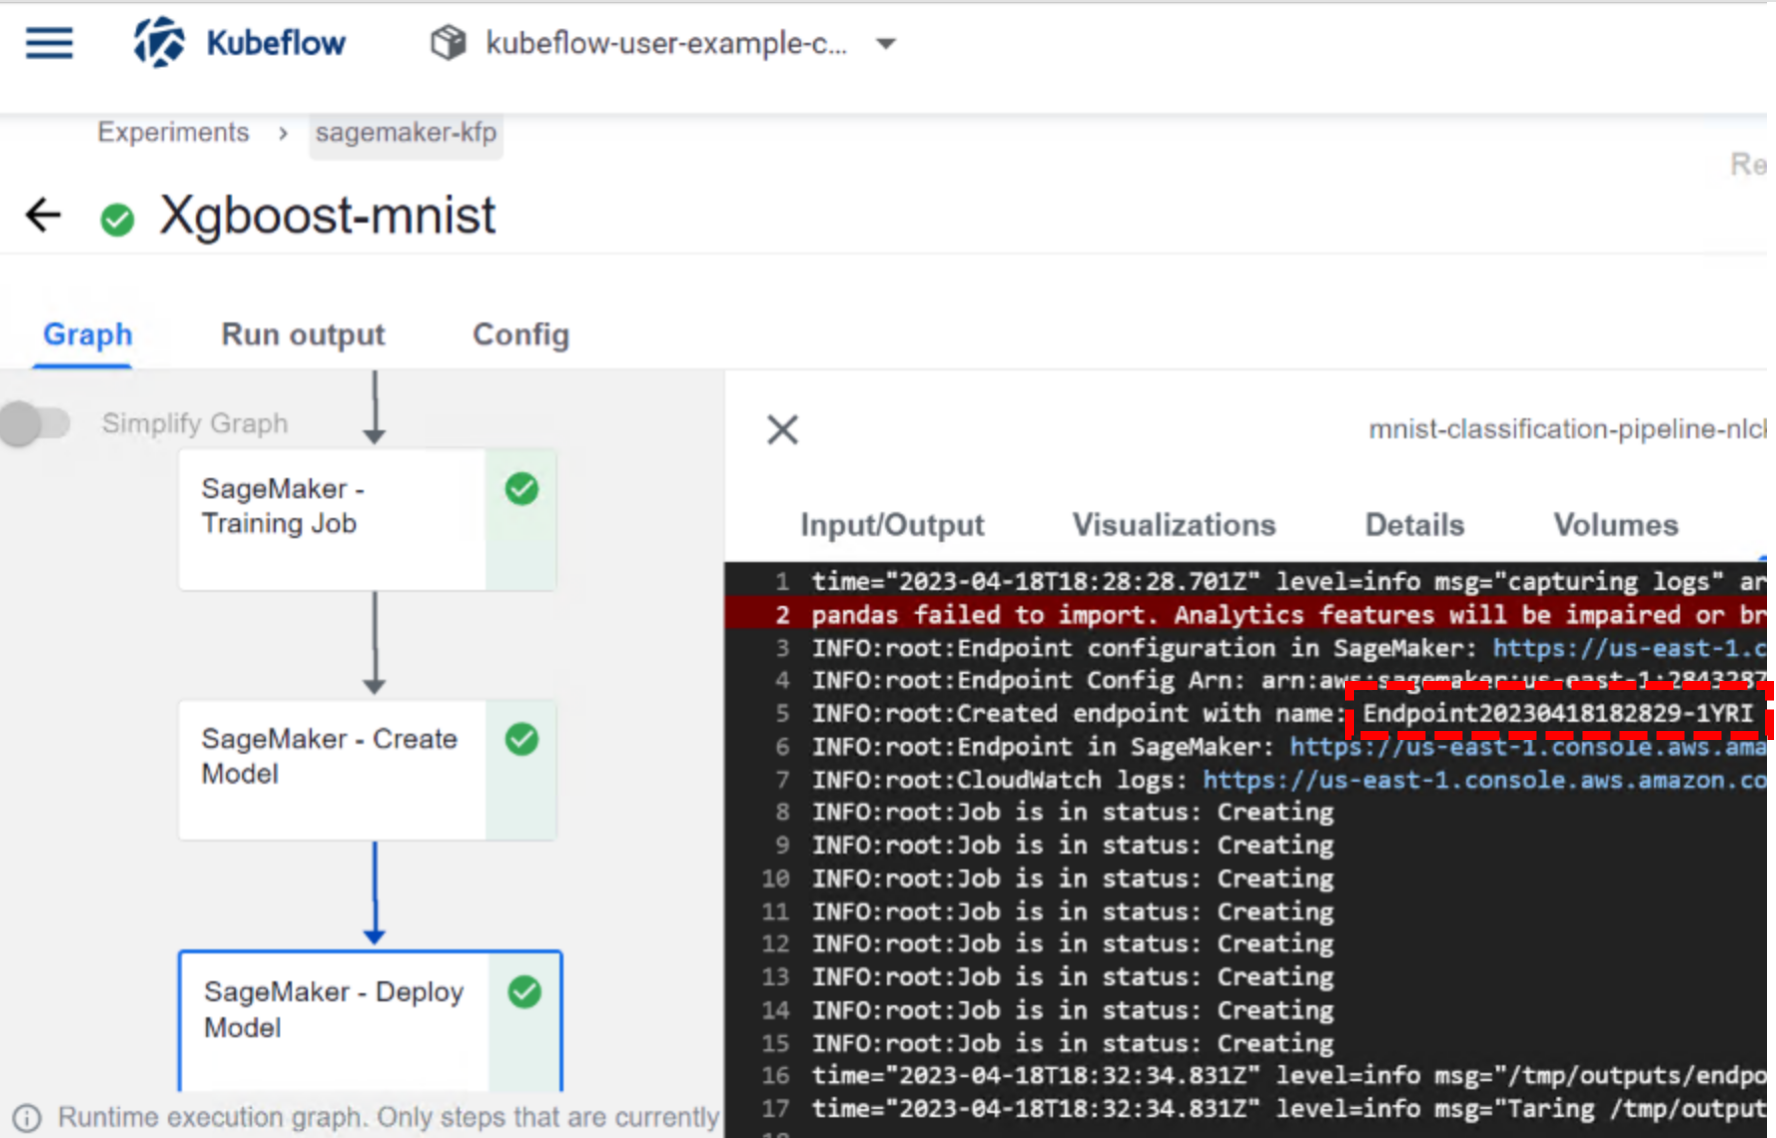 Kubeflow
kubeflow-user-example-c...
Experiments > sagemaker-kfp
Re
Xgboost-mnist
Graph Run output Config
Simplify Graph
SageMaker -
Training Job
SageMaker - Create
Model
SageMaker - Deploy
Model
Runtime execution graph. Only steps that are currently
mnist-classification-pipeline-nlck
Input/Output Visualizations Details Volumes
1 time="2023-04-18T18:28:28.701Z" level=info msg="capturing logs" ar
2 pandas failed to import. Analytics features will be impaired or br
3 INFO:root:Endpoint configuration in SageMaker: https://us-east-1.c
4 INFO:root:Endpoint Config Arn: arn:aws:sagemaker:us-east-1:2843287
5 INFO:root:Created endpoint with name: Endpoint20230418182829-1YRI
6 INFO:root:Endpoint in SageMaker: https://us-east-1.console.aws.ama
7 INFO:root:CloudWatch logs: https://us-east-1.console.aws.amazon.co
8 INFO:root:Job is in status: Creating
9 INFO:root:Job is in status: Creating
10 INFO:root:Job is in status: Creating
11 INFO:root:Job is in status: Creating
12 INFO:root:Job is in status: Creating
13 INFO:root:Job is in status: Creating
14 INFO:root:Job is in status: Creating
15 INFO:root:Job is in status: Creating
16 time="2023-04-18T18:32:34.831Z" level=info msg="/tmp/outputs/endpo
17 time="2023-04-18T18:32:34.831Z" level=info msg="Taring /tmp/output